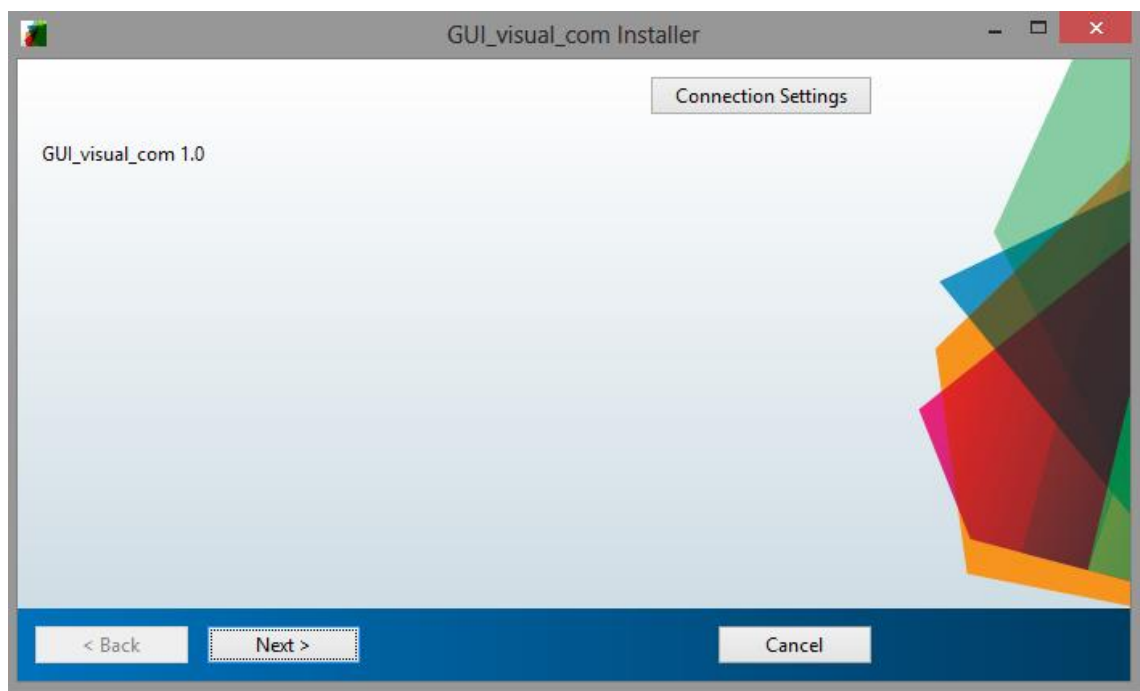 GUI_visual_com Installer
Connection Settings
GUI_visual_com 1.0
< Back
Next >
Cancel